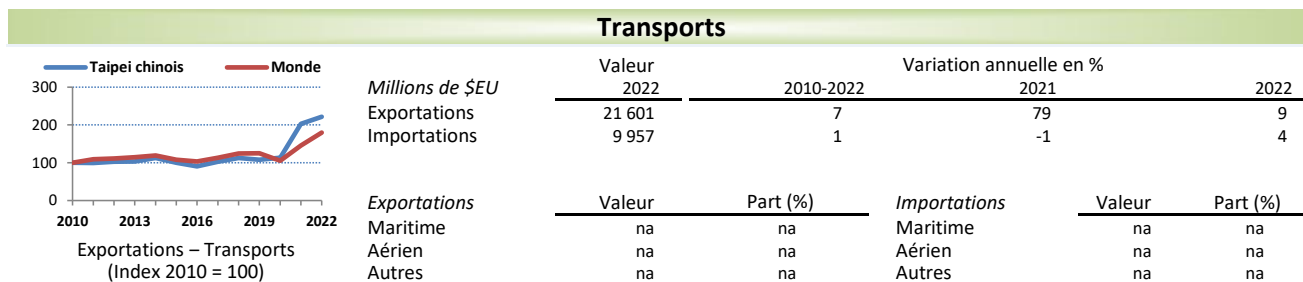 Transports
Taipei chinois Monde
300
200
100
0
2010 2013 2016 2019 2022
Exportations – Transports
(Index 2010 = 100)
Valeur Variation annuelle en %
Millions de $EU 2022 2010-2022 2021 2022
Exportations 21 601 7 79 9
Importations 9 957 1 -1 4
Exportations Valeur Part (%) Importations Valeur Part (%)
Maritime na na Maritime na na
Aérien na na Aérien na na
Autres na na Autres na na